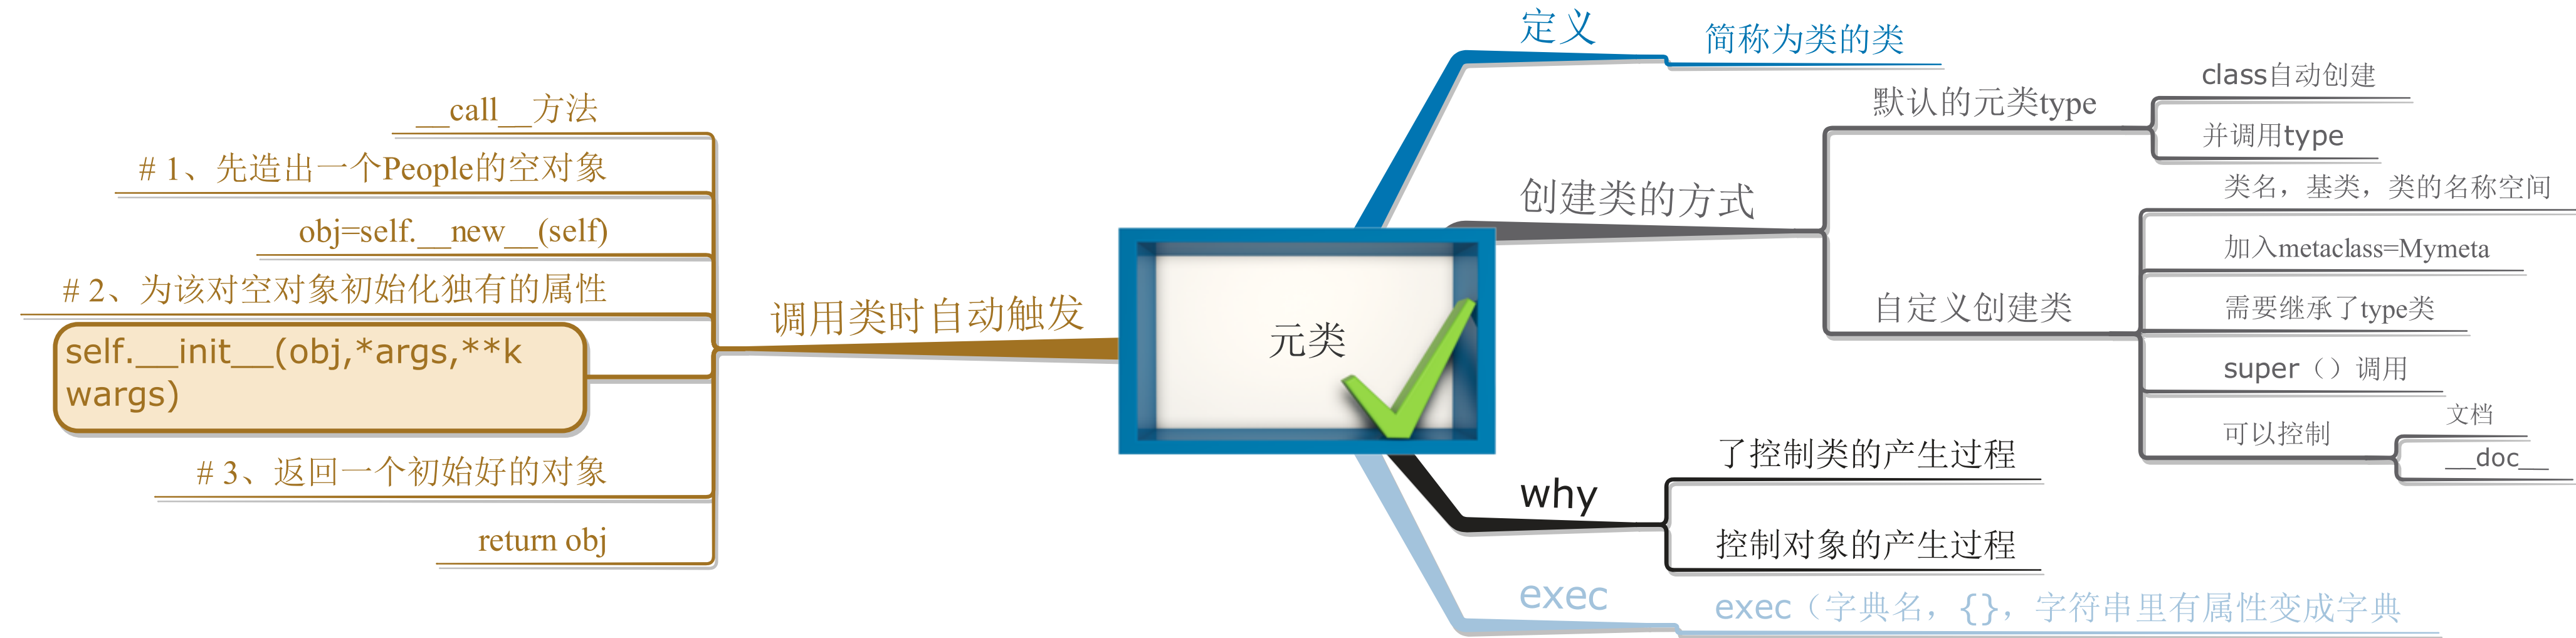 元类
定义
简称为类的类
创建类的方式
默认的元类type
class自动创建
并调用type
自定义创建类
类名，基类，类的名称空间
加入metaclass=Mymeta
需要继承了type类
super（）调用
可以控制
文档
__doc__
why
了控制类的产生过程
控制对象的产生过程
exec
exec（字典名，{}，字符串里有属性变成字典
调用类时自动触发
__call__方法
# 1、先造出一个People的空对象
obj=self.__new__(self)
# 2、为该对空对象初始化独有的属性
self.__init__(obj,*args,**k
wargs)
# 3、返回一个初始好的对象
return obj